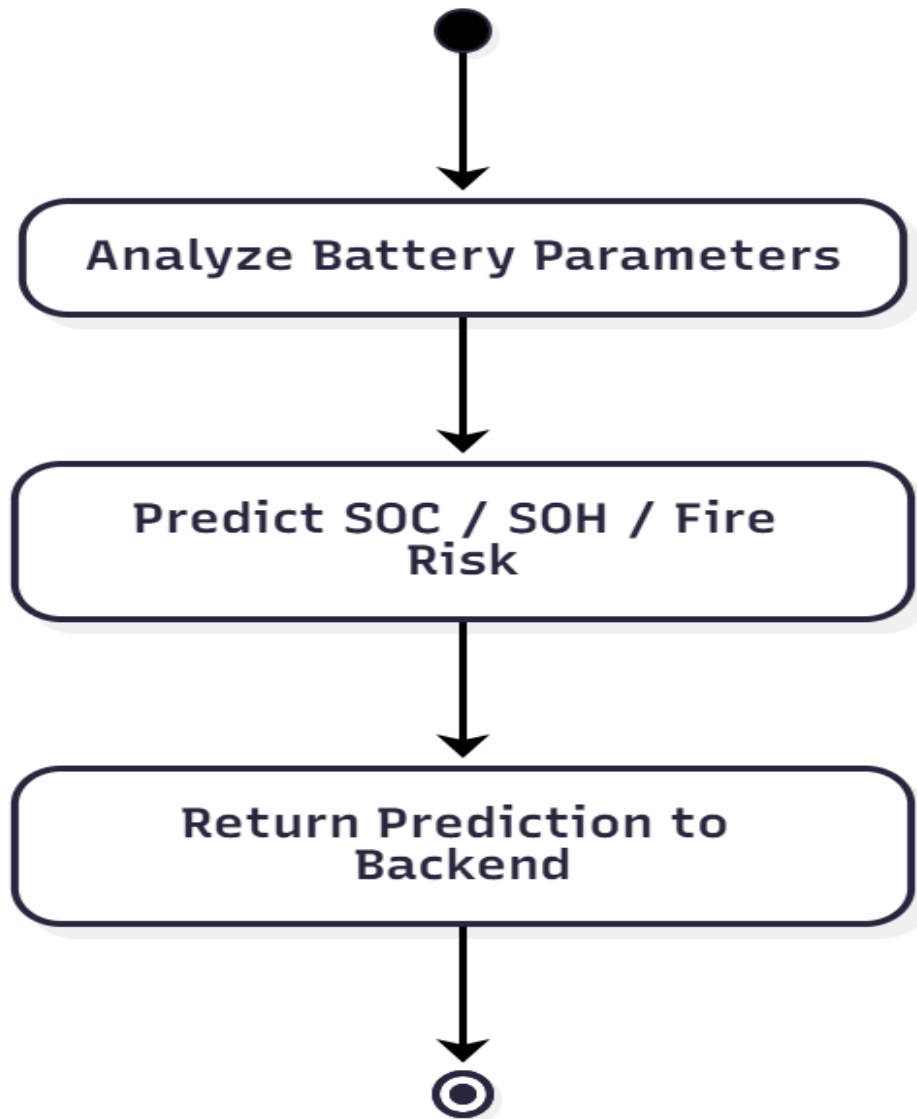 Analyze Battery Parameters
Predict SOC / SOH / Fire
Risk
Return Prediction to
Backend